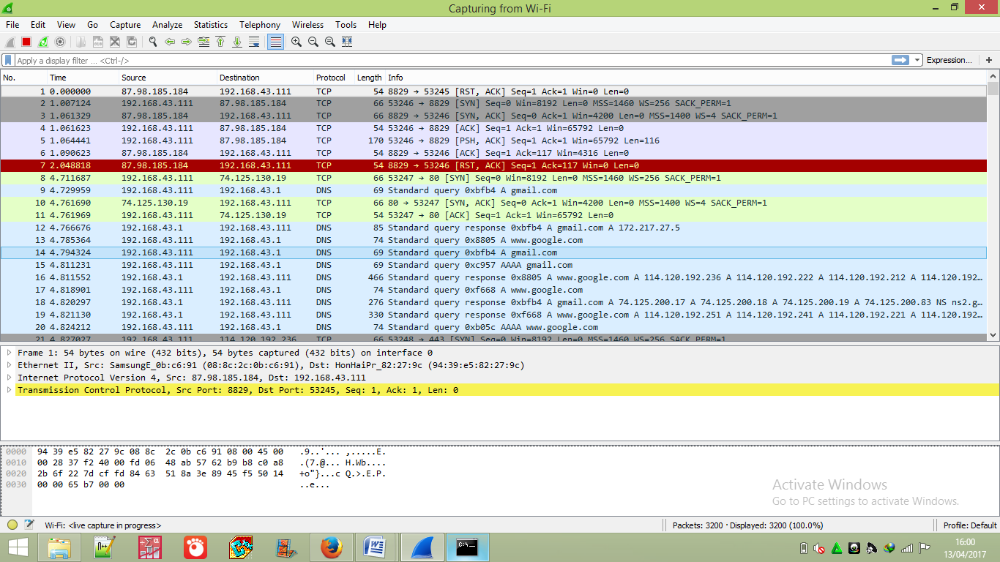 Capturing from Wi-Fi
File Edit View Go Capture Analyze Statistics Telephony Wireless Tools Help
Apply a display filter ... <Ctrl-/> Expression... +
No. Time Source Destination Protocol Length Info
1 0.000000 87.98.185.184 192.168.43.111 TCP 54 8829 → 53245 [RST, ACK] Seq=1 Ack=1 Win=0 Len=0
2 1.007124 192.168.43.111 87.98.185.184 TCP 66 53246 → 8829 [SYN] Seq=0 Win=8192 Len=0 MSS=1460 WS=256 SACK_PERM=1
3 1.061329 87.98.185.184 192.168.43.111 TCP 66 8829 → 53246 [SYN, ACK] Seq=0 Ack=1 Win=4200 Len=0 MSS=1400 WS=4 SACK_PERM=1
4 1.061623 192.168.43.111 87.98.185.184 TCP 54 53246 → 8829 [ACK] Seq=1 Ack=1 Win=65792 Len=0
5 1.064441 192.168.43.111 87.98.185.184 TCP 170 53246 → 8829 [PSH, ACK] Seq=1 Ack=1 Win=65792 Len=116
6 1.090623 87.98.185.184 192.168.43.111 TCP 54 8829 → 53246 [ACK] Seq=1 Ack=117 Win=4316 Len=0
7 2.048818 87.98.185.184 192.168.43.111 TCP 54 8829 → 53246 [RST, ACK] Seq=1 Ack=117 Win=0 Len=0
8 4.711687 192.168.43.111 74.125.130.19 TCP 66 53247 → 80 [SYN] Seq=0 Win=8192 Len=0 MSS=1460 WS=256 SACK_PERM=1
9 4.729959 192.168.43.111 192.168.43.1 DNS 69 Standard query 0xbfb4 A gmail.com
10 4.761690 74.125.130.19 192.168.43.111 TCP 66 80 → 53247 [SYN, ACK] Seq=0 Ack=1 Win=4200 Len=0 MSS=1400 WS=4 SACK_PERM=1
11 4.761969 192.168.43.111 74.125.130.19 TCP 54 53247 → 80 [ACK] Seq=1 Ack=1 Win=65792 Len=0
12 4.766676 192.168.43.1 192.168.43.111 DNS 85 Standard query response 0xbfb4 A gmail.com A 172.217.27.5
13 4.785364 192.168.43.111 192.168.43.1 DNS 74 Standard query 0x8805 A www.google.com
14 4.794324 192.168.43.111 192.168.43.1 DNS 69 Standard query 0xbfb4 A gmail.com
15 4.811231 192.168.43.111 192.168.43.1 DNS 69 Standard query 0xc957 AAAA gmail.com
16 4.811552 192.168.43.1 192.168.43.111 DNS 466 Standard query response 0x8805 A www.google.com A 114.120.192.236 A 114.120.192.222 A 114.120.192.212 A 114.120.192...
17 4.818901 192.168.43.111 192.168.43.1 DNS 74 Standard query 0xf668 A www.google.com
18 4.820297 192.168.43.1 192.168.43.111 DNS 276 Standard query response 0xbfb4 A gmail.com A 74.125.200.17 A 74.125.200.18 A 74.125.200.19 A 74.125.200.83 NS ns2.g...
19 4.821130 192.168.43.1 192.168.43.111 DNS 330 Standard query response 0xf668 A www.google.com A 114.120.192.251 A 114.120.192.241 A 114.120.192.221 A 114.120.192...
20 4.824212 192.168.43.111 192.168.43.1 DNS 74 Standard query 0xb05c AAAA www.google.com
21 4.827027 192.168.43.111 114.120.192.236 TCP 66 53248 → 443 [SYN] Seq=0 Win=8192 Len=0 MSS=1460 WS=256 SACK_PERM=1
Frame 1: 54 bytes on wire (432 bits), 54 bytes captured (432 bits) on interface 0
Ethernet II, Src: SamsungE_0b:c6:91 (08:8c:2c:0b:c6:91), Dst: HonHaiPr_82:27:9c (94:39:e5:82:27:9c)
Internet Protocol Version 4, Src: 87.98.185.184, Dst: 192.168.43.111
Transmission Control Protocol, Src Port: 8829, Dst Port: 53245, Seq: 1, Ack: 1, Len: 0
0000 94 39 e5 82 27 9c 08 8c 2c 0b c6 91 08 00 45 00 .9..'... ,.....E.
0010 00 28 37 f2 40 00 fd 06 48 ab 57 62 b9 b8 c0 a8 .(7.@... H.Wb....
0020 2b 6f 22 7d cf fd 84 63 51 8a 3e 89 45 f5 50 14 +o"}...c Q.>.E.P.
0030 00 00 65 b7 00 00 ..e...
Activate Windows
Go to PC settings to activate Windows.
Wi-Fi: <live capture in progress> Packets: 3200 · Displayed: 3200 (100.0%) Profile: Default
16:00
13/04/2017